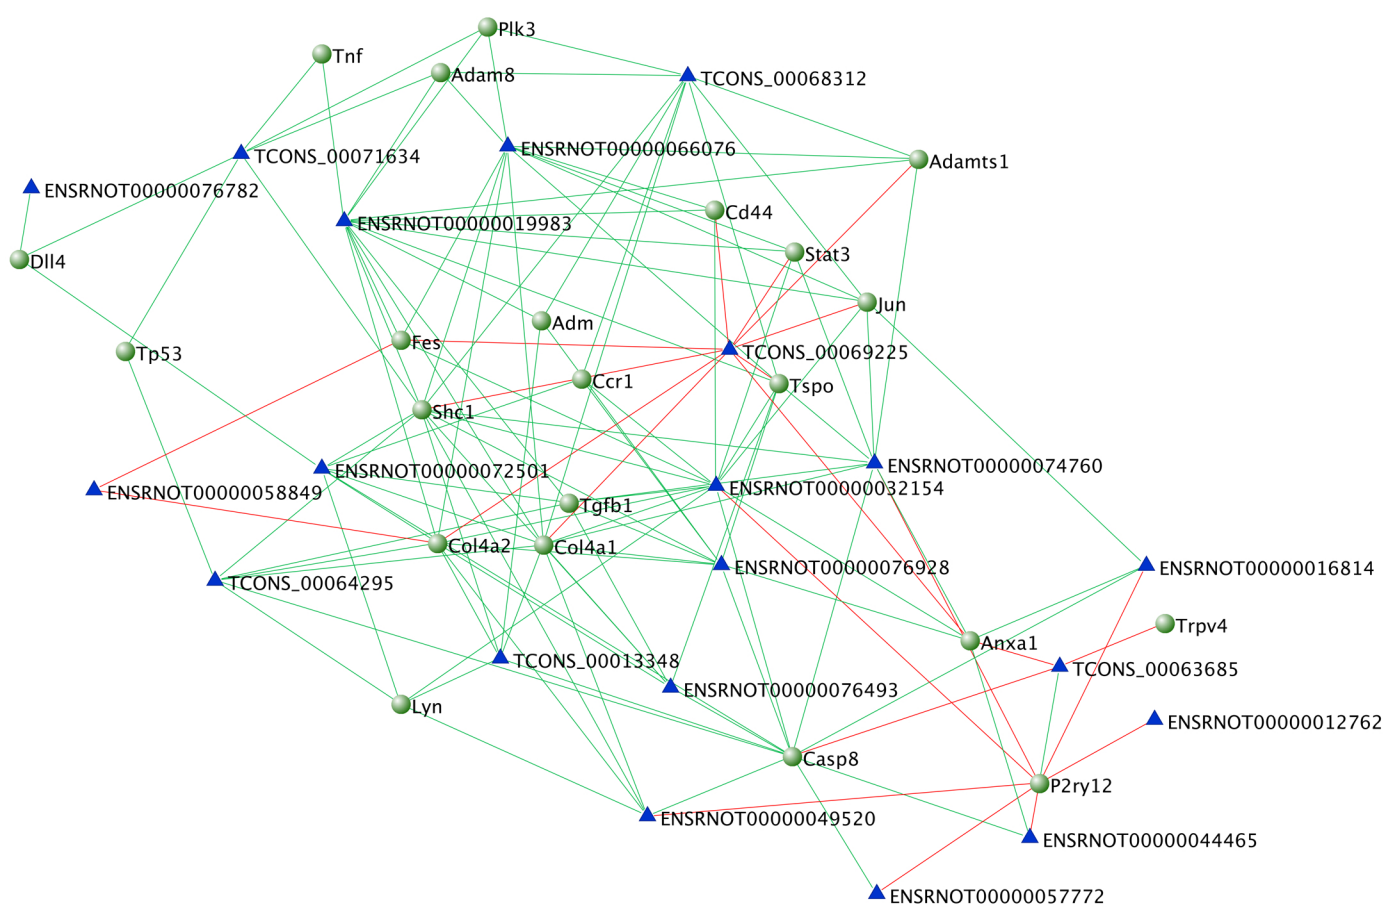 Plk3
Tnf
Adam8
TCONS_00068312
ENSRNOT00000066076
TCONS_00071634
Adamts1
ENSRNOT00000076782
Cd44
ENSRNOT00000019983
Stat3
Dll4
Jun
Adm
Fes
TCONS_00069225
Tp53
Ccr1
Tspo
Shc1
ENSRNOT00000074760
ENSRNOT00000072501
ENSRNOT00000032154
ENSRNOT00000058849
Tgfb1
Col4a2
Col4a1
ENSRNOT00000076928
ENSRNOT00000016814
TCONS_00064295
Trpv4
Anxa1
TCONS_00013348
TCONS_00063685
ENSRNOT00000076493
Lyn
ENSRNOT00000012762
Casp8
P2ry12
ENSRNOT00000049520
ENSRNOT00000044465
ENSRNOT00000057772